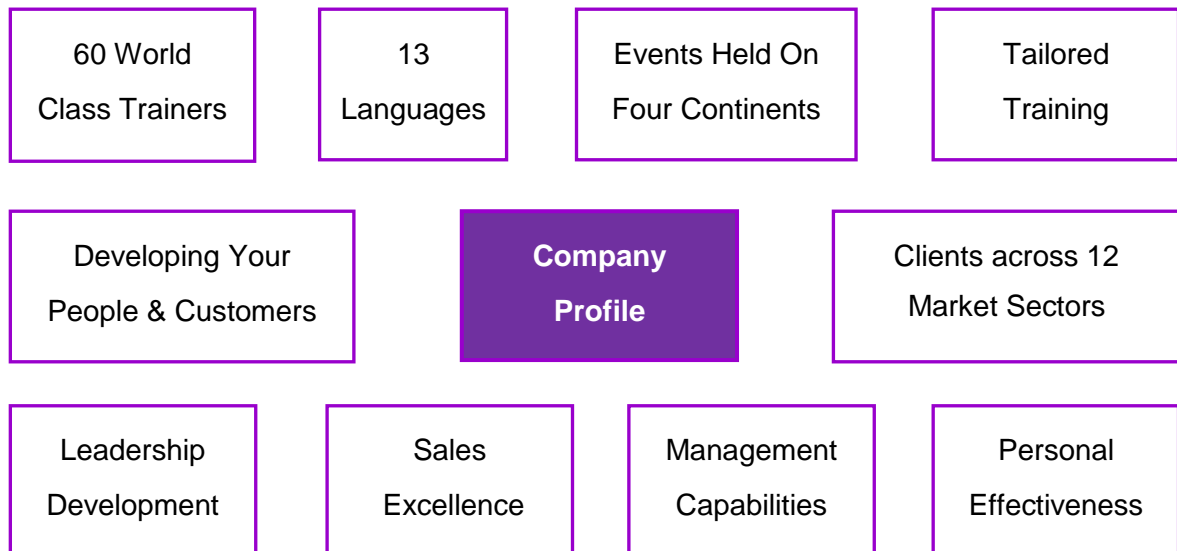 60 World
Class Trainers
13
Languages
Events Held On
Four Continents
Tailored
Training
Developing Your
People & Customers
Company
Profile
Clients across 12
Market Sectors
Leadership
Development
Sales
Excellence
Management
Capabilities
Personal
Effectiveness